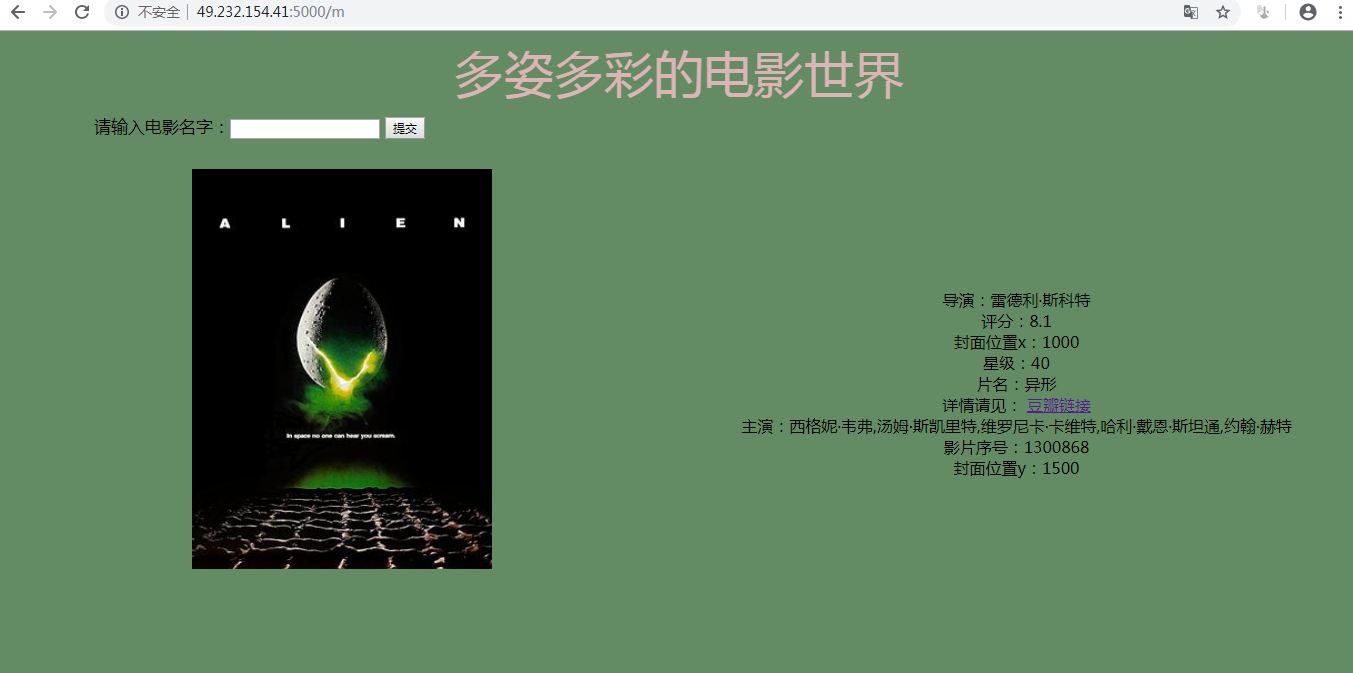 不安全 | 49.232.154.41:5000/m
多姿多彩的电影世界
请输入电影名字：
提交
A L I E N
In space no one can hear you scream.
导演：雷德利·斯科特
评分：8.1
封面位置x：1000
星级：40
片名：异形
详情请见： 豆瓣链接
主演：西格妮·韦弗,汤姆·斯凯里特,维罗尼卡·卡维特,哈利·戴恩·斯坦通,约翰·赫特
影片序号：1300868
封面位置y：1500